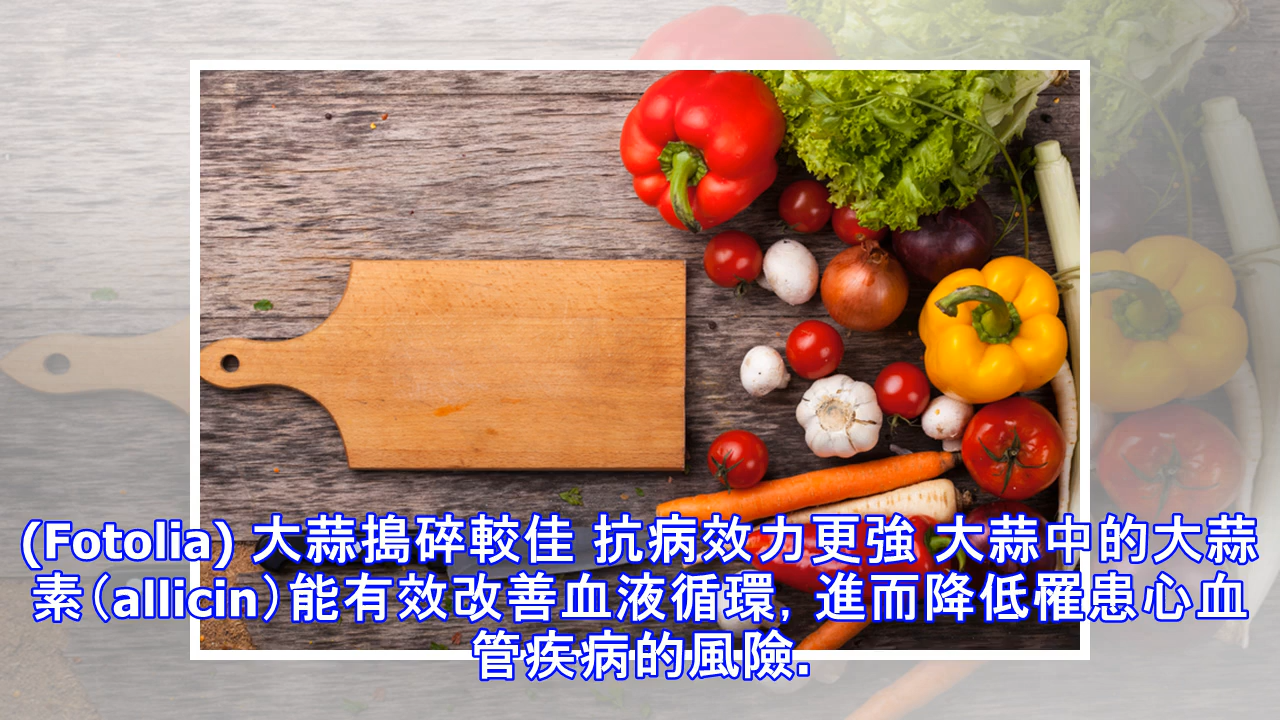 (Fotolia) 大蒜搗碎較佳 抗病效力更強 大蒜中的大蒜
素(allicin)能有效改善血液循環, 進而降低罹患心血
管疾病的風險.